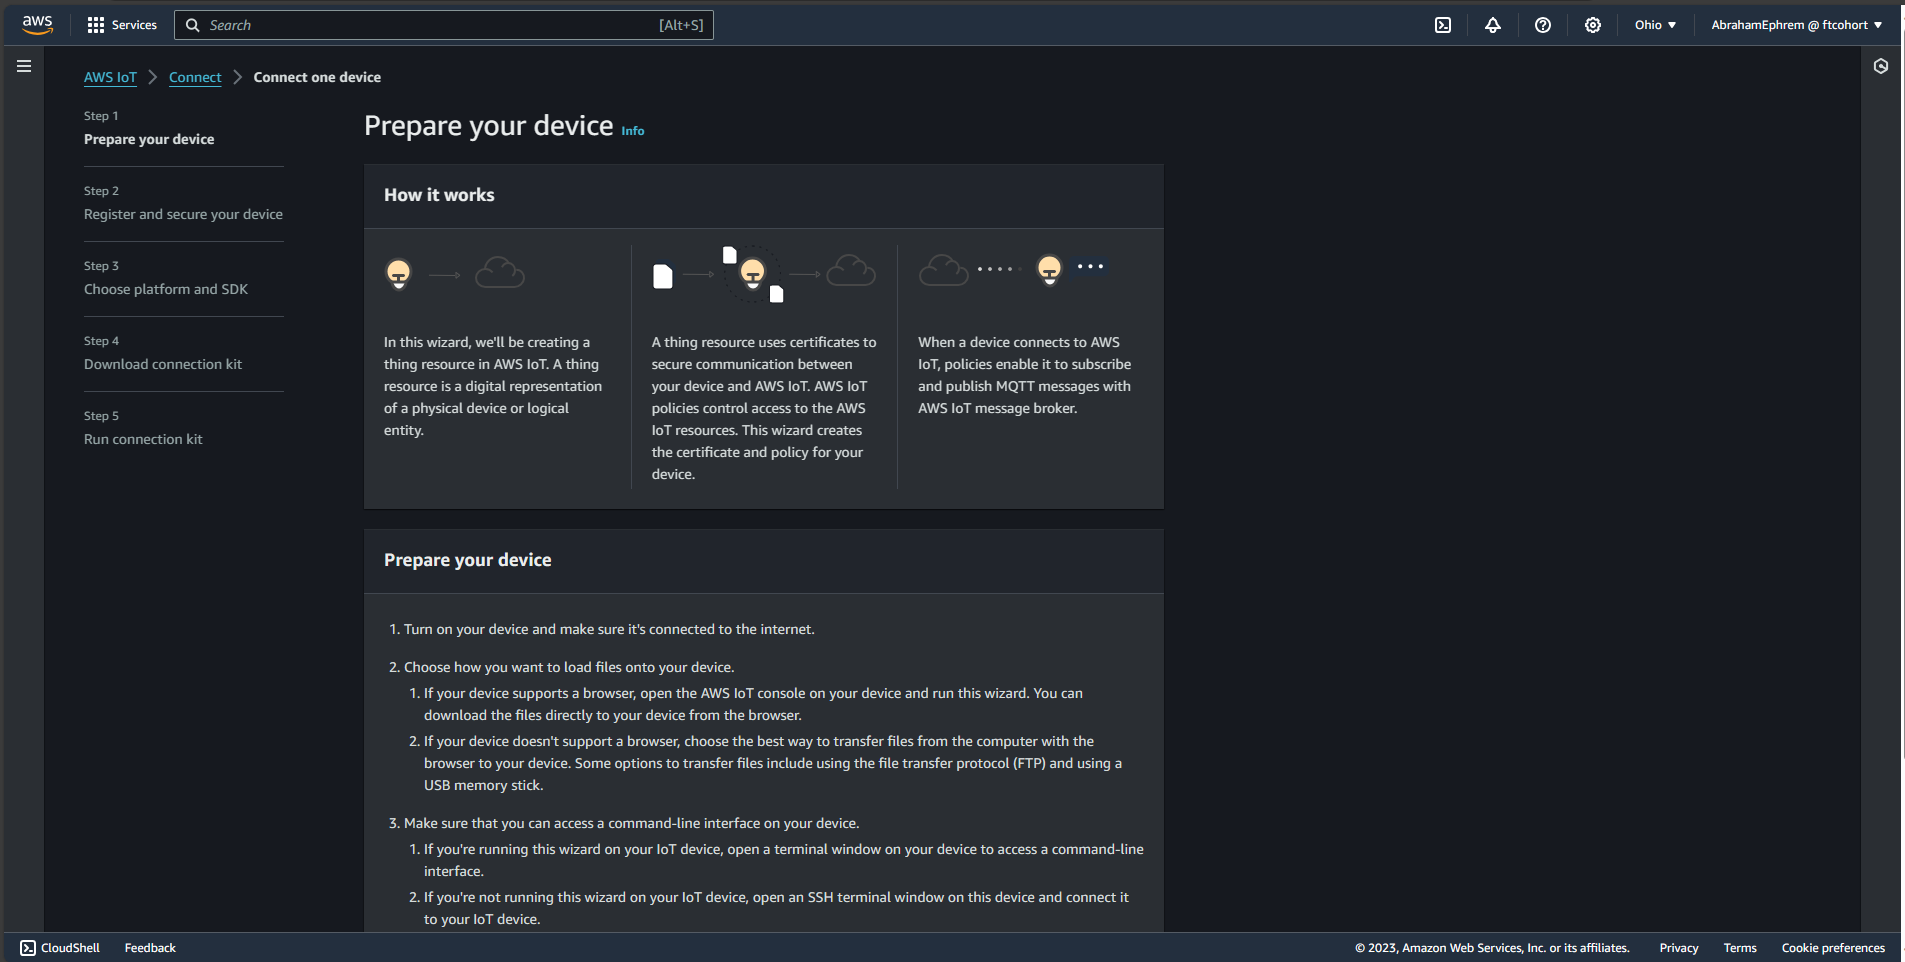 aws
Services
Search
[Alt+S]
Ohio
AbrahamEphrem @ ftcohort
AWS IoT
Connect
Connect one device
Step 1
Prepare your device
Step 2
Register and secure your device
Step 3
Choose platform and SDK
Step 4
Download connection kit
Step 5
Run connection kit
Prepare your device Info
How it works
In this wizard, we'll be creating a
thing resource in AWS IoT. A thing
resource is a digital representation
of a physical device or logical
entity.
A thing resource uses certificates to
secure communication between
your device and AWS IoT. AWS IoT
policies control access to the AWS
IoT resources. This wizard creates
the certificate and policy for your
device.
When a device connects to AWS
IoT, policies enable it to subscribe
and publish MQTT messages with
AWS IoT message broker.
Prepare your device
1. Turn on your device and make sure it's connected to the internet.
2. Choose how you want to load files onto your device.
1. If your device supports a browser, open the AWS IoT console on your device and run this wizard. You can
download the files directly to your device from the browser.
2. If your device doesn't support a browser, choose the best way to transfer files from the computer with the
browser to your device. Some options to transfer files include using the file transfer protocol (FTP) and using a
USB memory stick.
3. Make sure that you can access a command-line interface on your device.
1. If you're running this wizard on your IoT device, open a terminal window on your device to access a command-line
interface.
2. If you're not running this wizard on your IoT device, open an SSH terminal window on this device and connect it
to your IoT device.
CloudShell
Feedback
© 2023, Amazon Web Services, Inc. or its affiliates.
Privacy
Terms
Cookie preferences